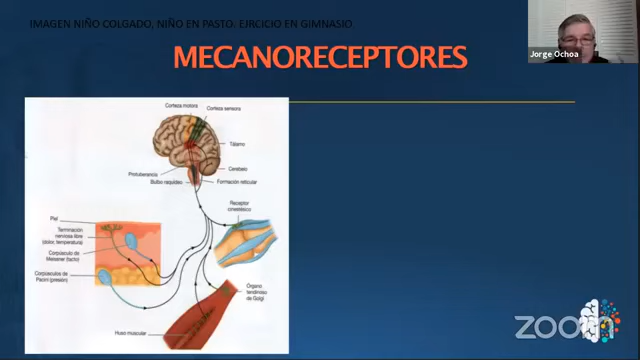 IMAGEN NIÑO COLGADO, NIÑO EN PASTO. EJRCICIO EN GIMNASIO.
MECANORECEPTORES
Jorge Ochoa
Corteza motora
Corteza sensora
Tálamo
Cerebelo
Protuberancia
Bulbo raquídeo
Formación reticular
Receptor
cinestésico
Piel
Terminación
nerviosa libre
(dolor, temperatura)
Corpúsculo de
Meissner (tacto)
Corpúsculos de
Pacini (presión)
Órgano
tendinoso
de Golgi
Huso muscular
zoom